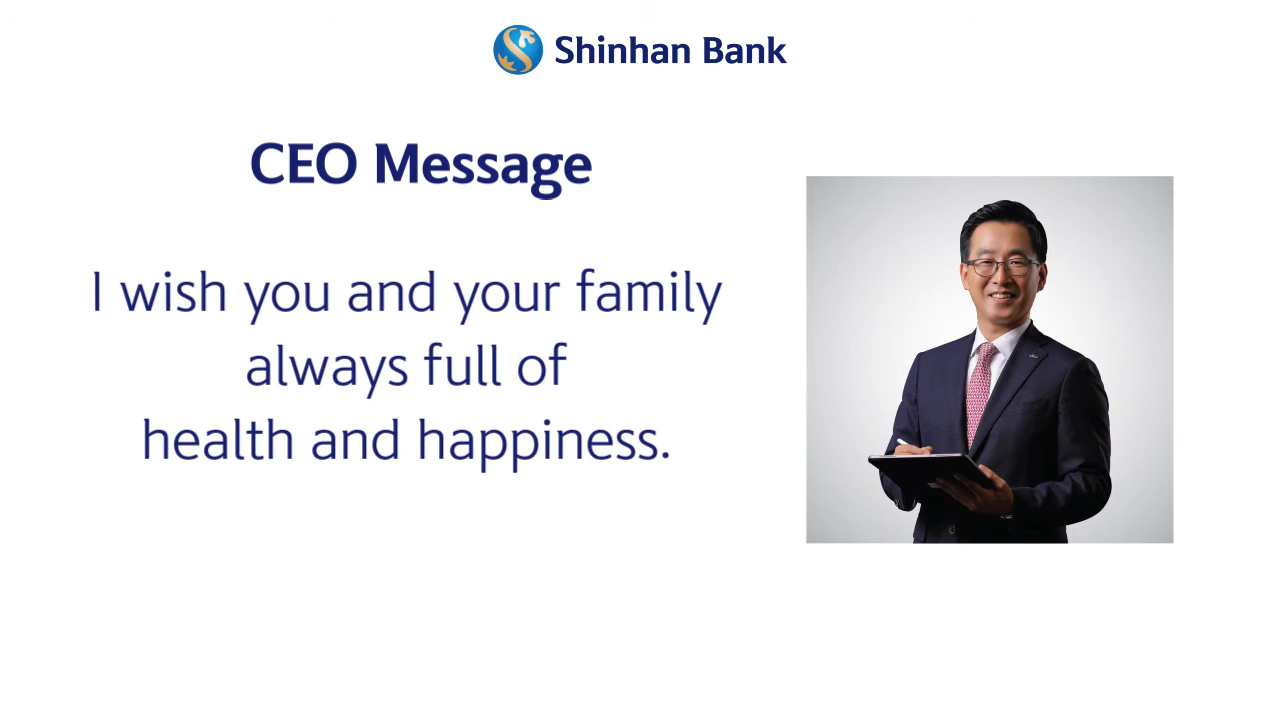 Shinhan Bank
CEO Message
I wish you and your family
always full of
health and happiness.